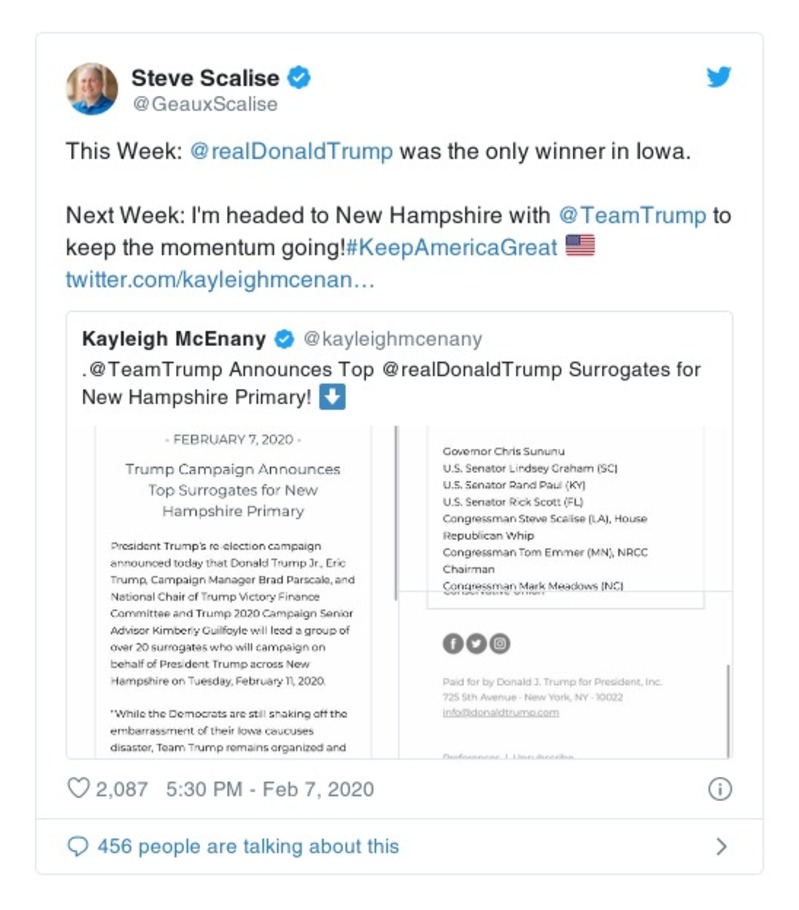 Steve Scalise
@GeauxScalise
This Week: @realDonaldTrump was the only winner in Iowa.
Next Week: I'm headed to New Hampshire with @TeamTrump to
keep the momentum going!#KeepAmericaGreat 🇺🇸
twitter.com/kayleighmcenan…
Kayleigh McEnany @kayleighmcenany
.@TeamTrump Announces Top @realDonaldTrump Surrogates for
New Hampshire Primary! ⬇
- FEBRUARY 7, 2020 -
Trump Campaign Announces
Top Surrogates for New
Hampshire Primary
President Trump's re-election campaign
announced today that Donald Trump Jr., Eric
Trump, Campaign Manager Brad Parscale, and
National Chair of Trump Victory Finance
Committee and Trump 2020 Campaign Senior
Advisor Kimberly Guilfoyle will lead a group of
over 20 surrogates who will campaign on
behalf of President Trump across New
Hampshire on Tuesday, February 11, 2020.
"While the Democrats are still shaking off the
embarrassment of their Iowa caucuses
disaster, Team Trump remains organized and
Governor Chris Sununu
U.S. Senator Lindsey Graham (SC)
U.S. Senator Rand Paul (KY)
U.S. Senator Rick Scott (FL)
Congressman Steve Scalise (LA), House
Republican Whip
Congressman Tom Emmer (MN), NRCC
Chairman
Congressman Mark Meadows (NC)
Conservative Union
Paid for by Donald J. Trump for President, Inc.
725 5th Avenue - New York, NY - 10022
info@donaldtrump.com
Preferences | Unsubscribe
2,087 5:30 PM - Feb 7, 2020
456 people are talking about this